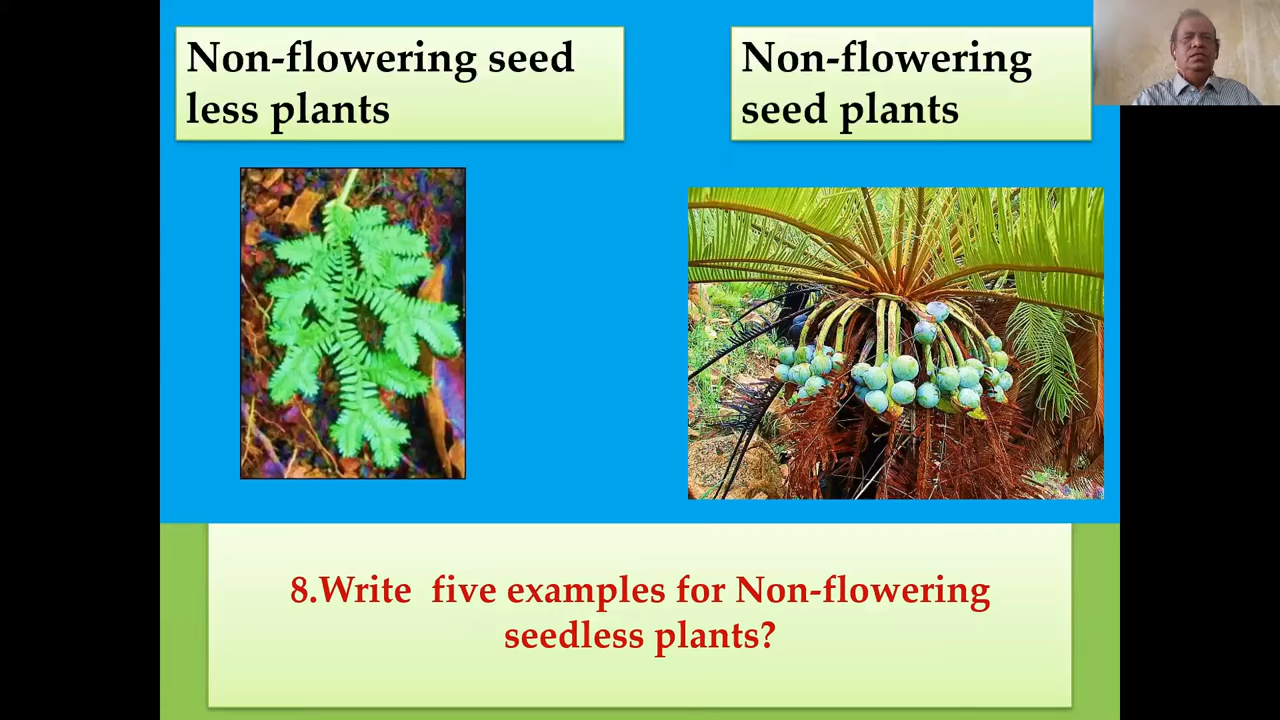 Non-flowering seed
less plants
Non-flowering
seed plants
8.Write five examples for Non-flowering
seedless plants?